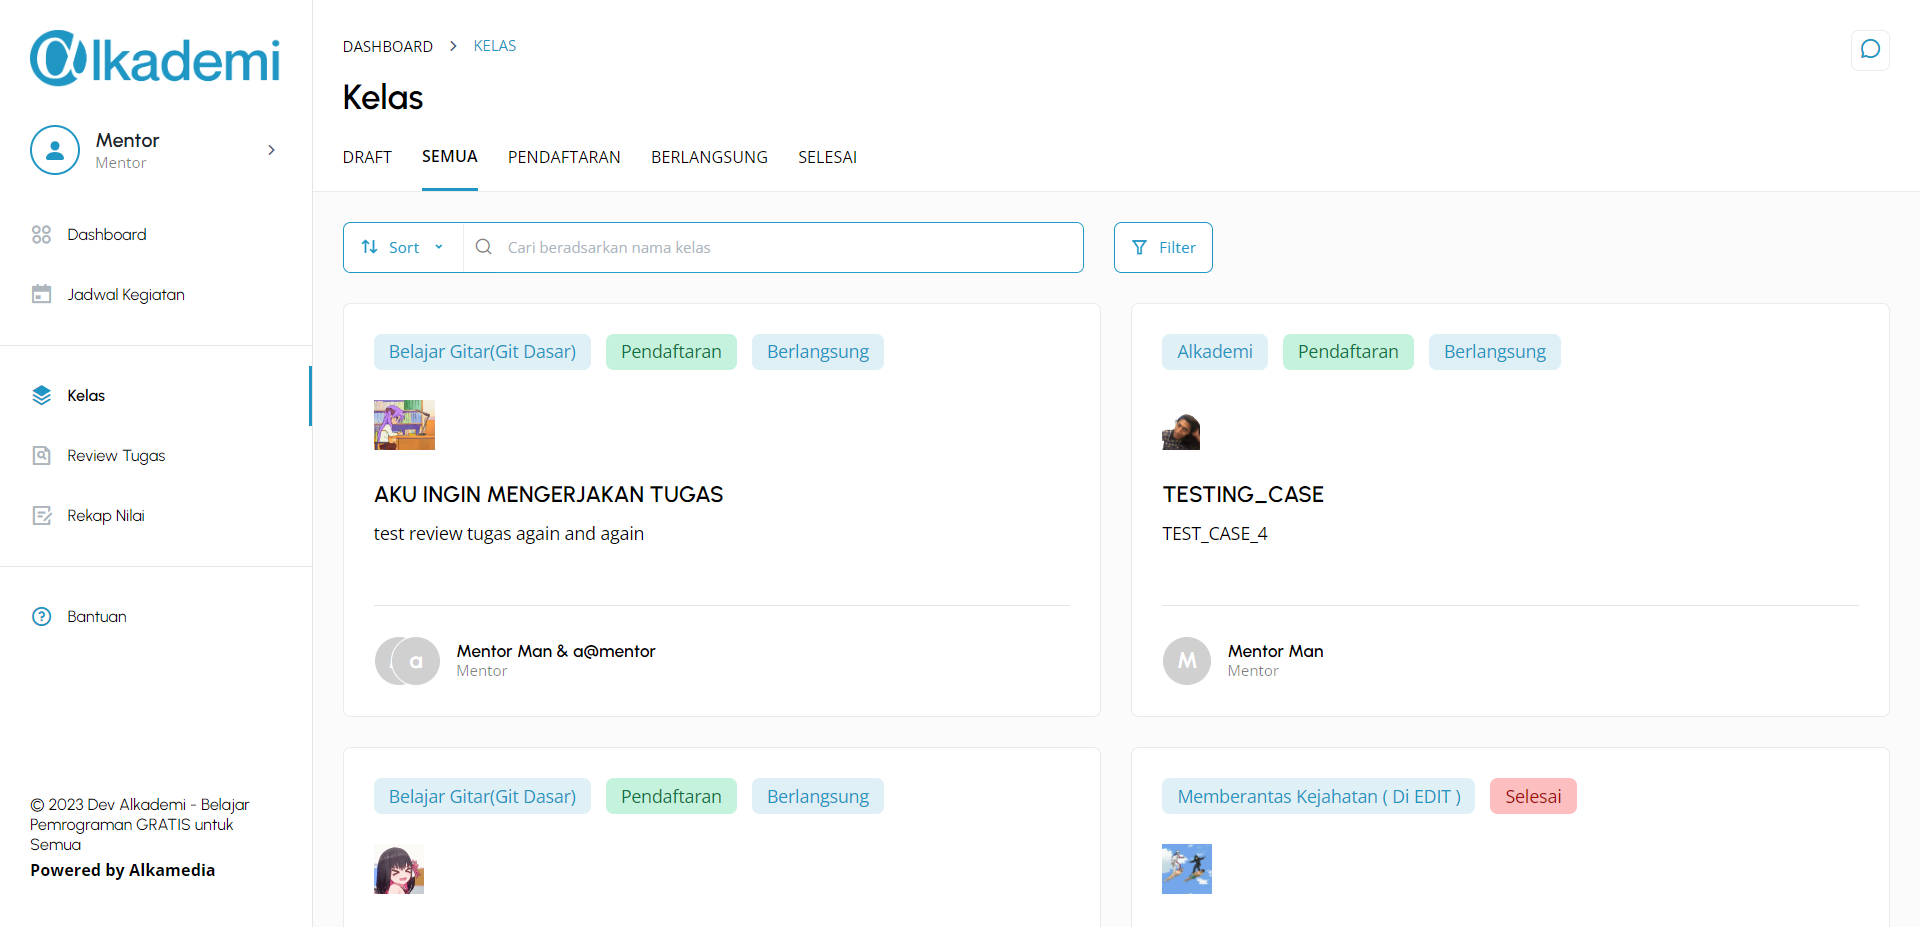 @lkademi
Mentor
Mentor
Dashboard
Jadwal Kegiatan
Kelas
Review Tugas
Rekap Nilai
Bantuan
© 2023 Dev Alkademi - Belajar
Pemrograman GRATIS untuk
Semua
Powered by Alkamedia
DASHBOARD > KELAS
Kelas
DRAFT SEMUA PENDAFTARAN BERLANGSUNG SELESAI
Sort Cari beradsarkan nama kelas Filter
Belajar Gitar(Git Dasar) Pendaftaran Berlangsung
AKU INGIN MENGERJAKAN TUGAS
test review tugas again and again
a
Mentor Man & a@mentor
Mentor
Alkademi Pendaftaran Berlangsung
TESTING_CASE
TEST_CASE_4
M
Mentor Man
Mentor
Belajar Gitar(Git Dasar) Pendaftaran Berlangsung
Memberantas Kejahatan ( Di EDIT ) Selesai